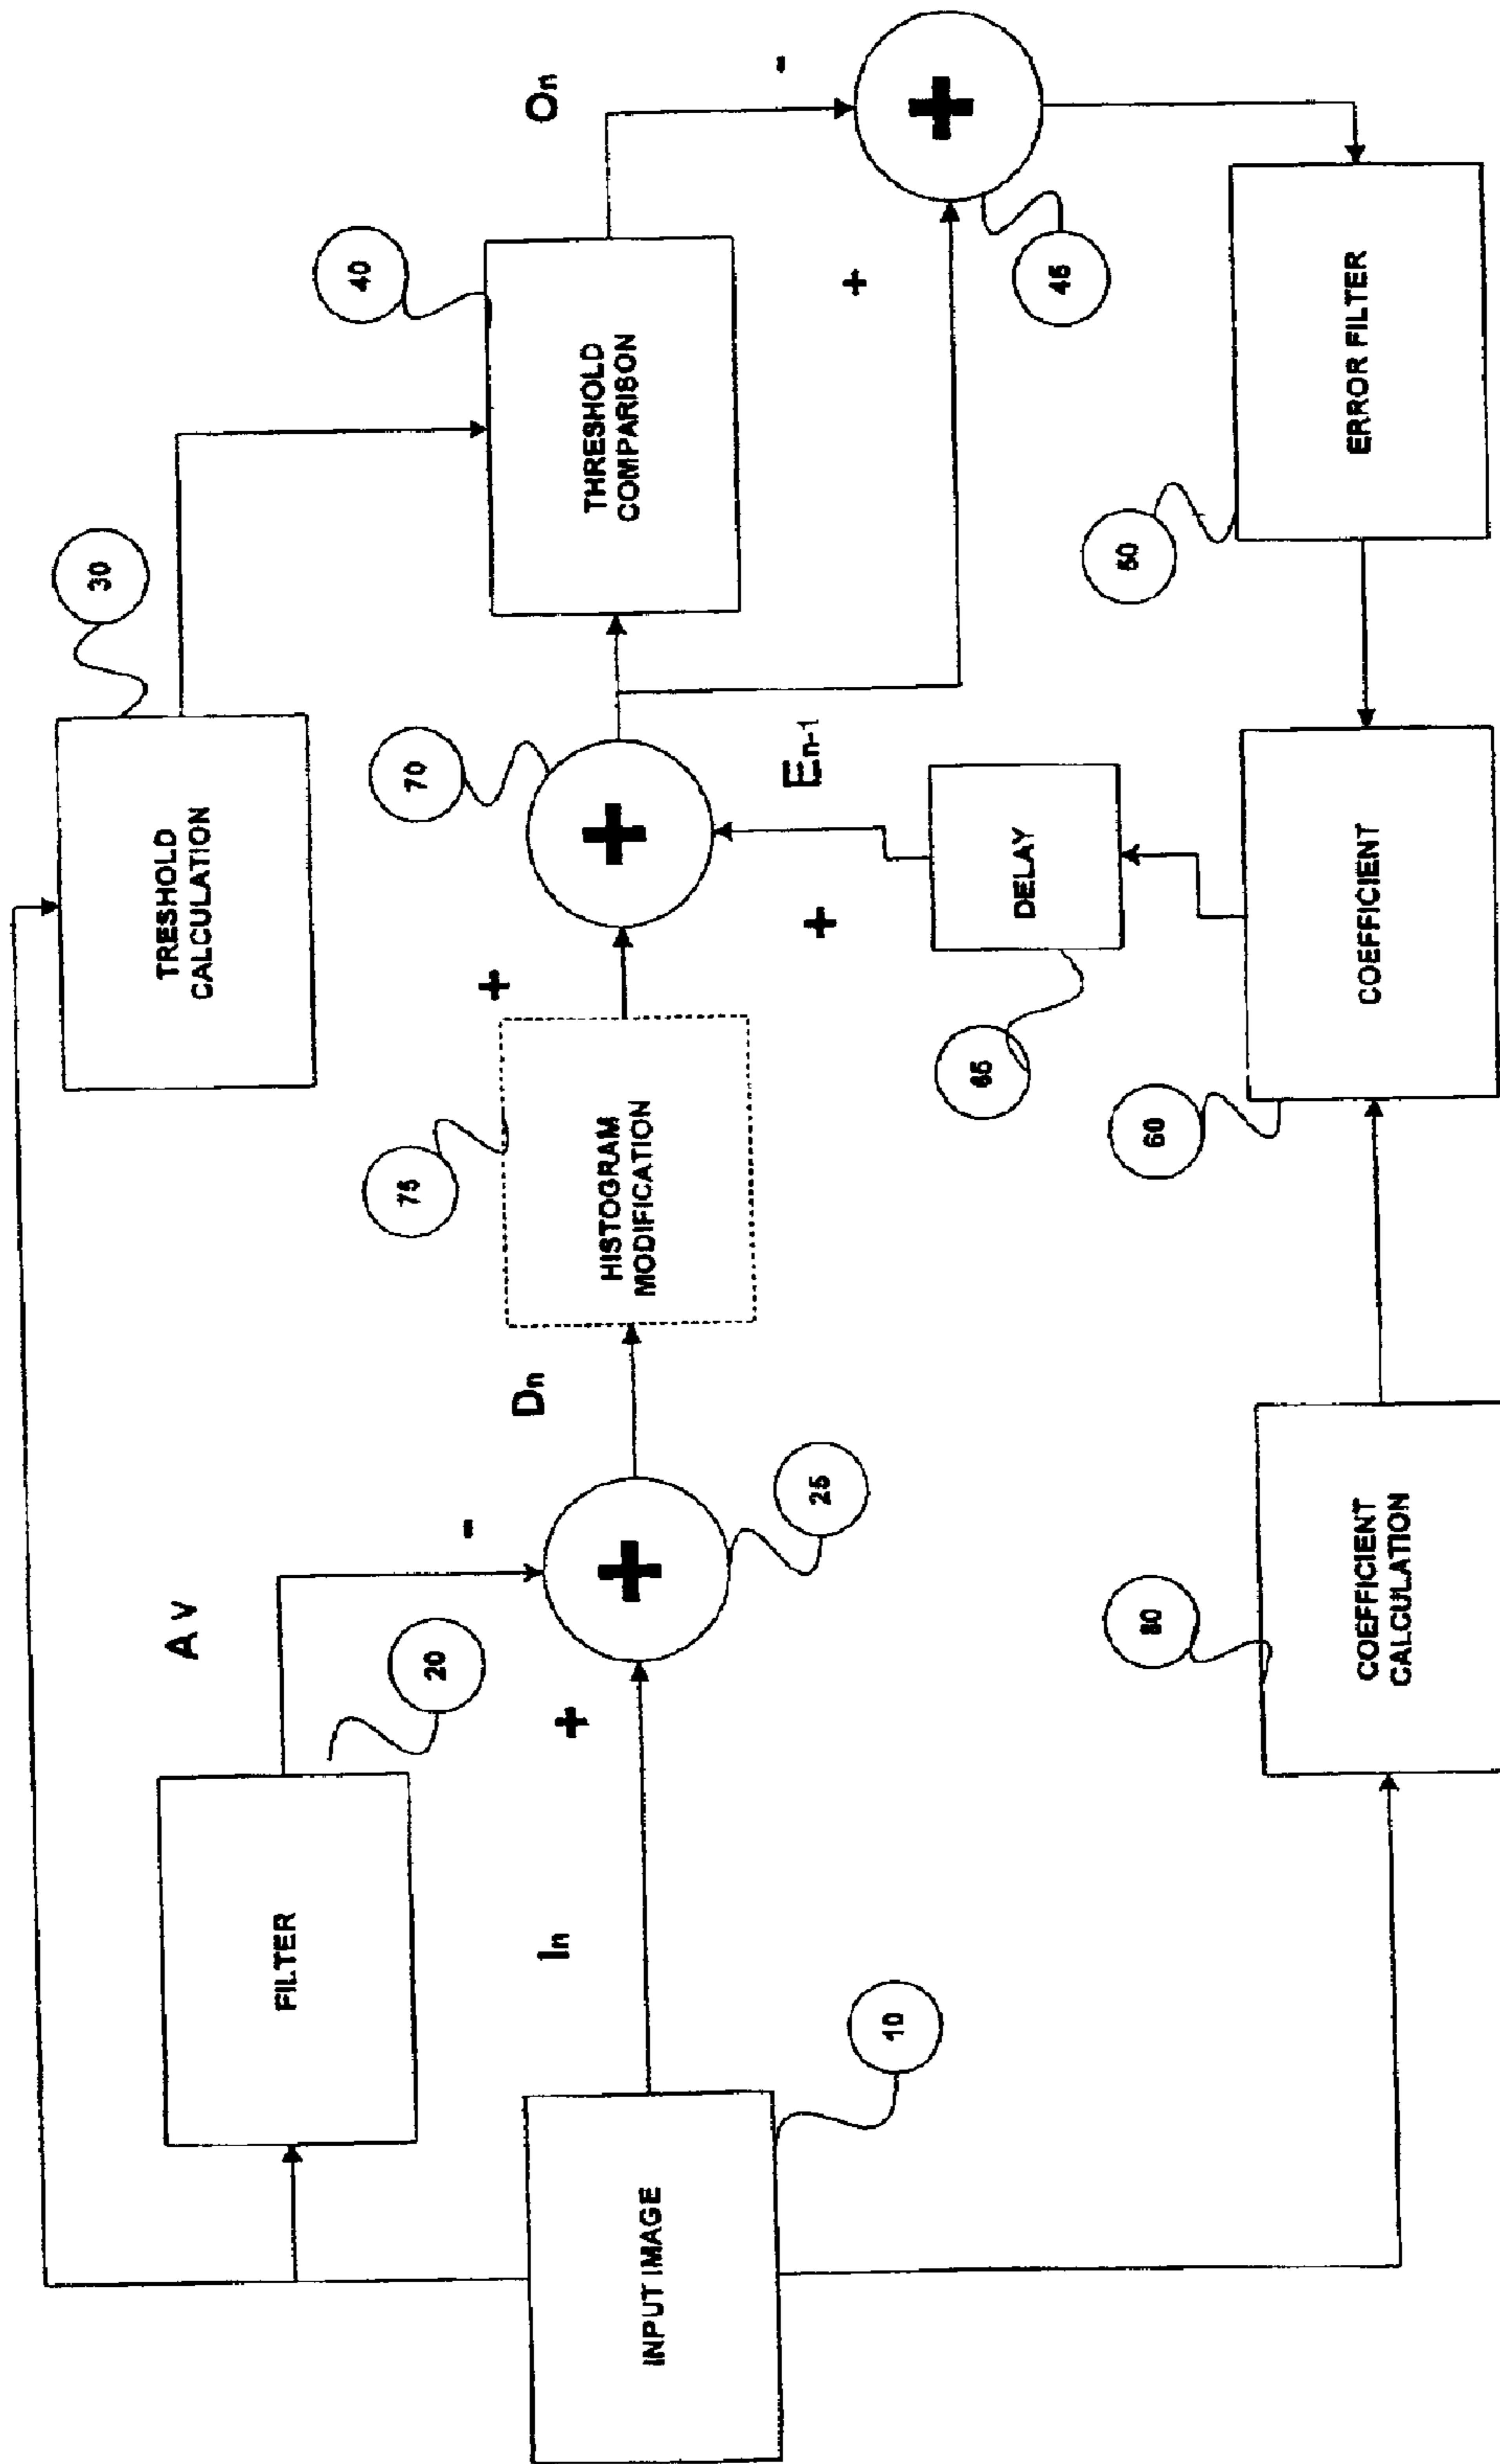 TRESHOLD
CALCULATION
30
A V
FILTER
20
40
THRESHOLD
COMPARISON
On
-
75
70
-
+
In
+
INPUT IMAGE
25
Dn
HISTOGRAM
MODIFICATION
+
+
+
10
+
En-1
+
45
65
DELAY
80
60
50
COEFFICIENT
CALCULATION
COEFFICIENT
ERROR FILTER